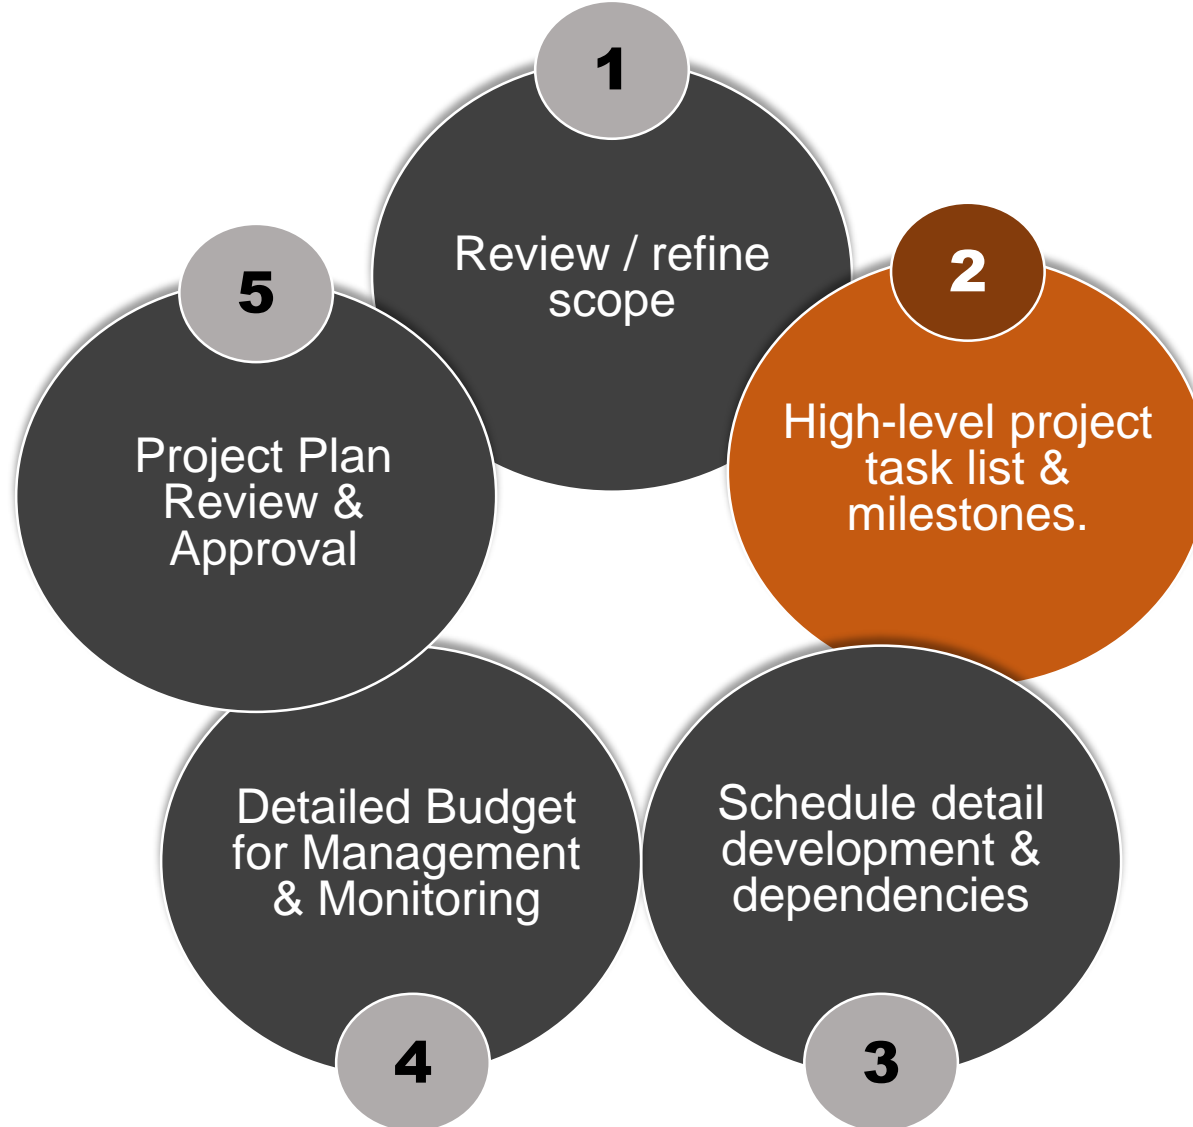 1
Review / refine
scope
2
High-level project
task list &
milestones.
3
Schedule detail
development &
dependencies
4
Detailed Budget
for Management
& Monitoring
5
Project Plan
Review &
Approval